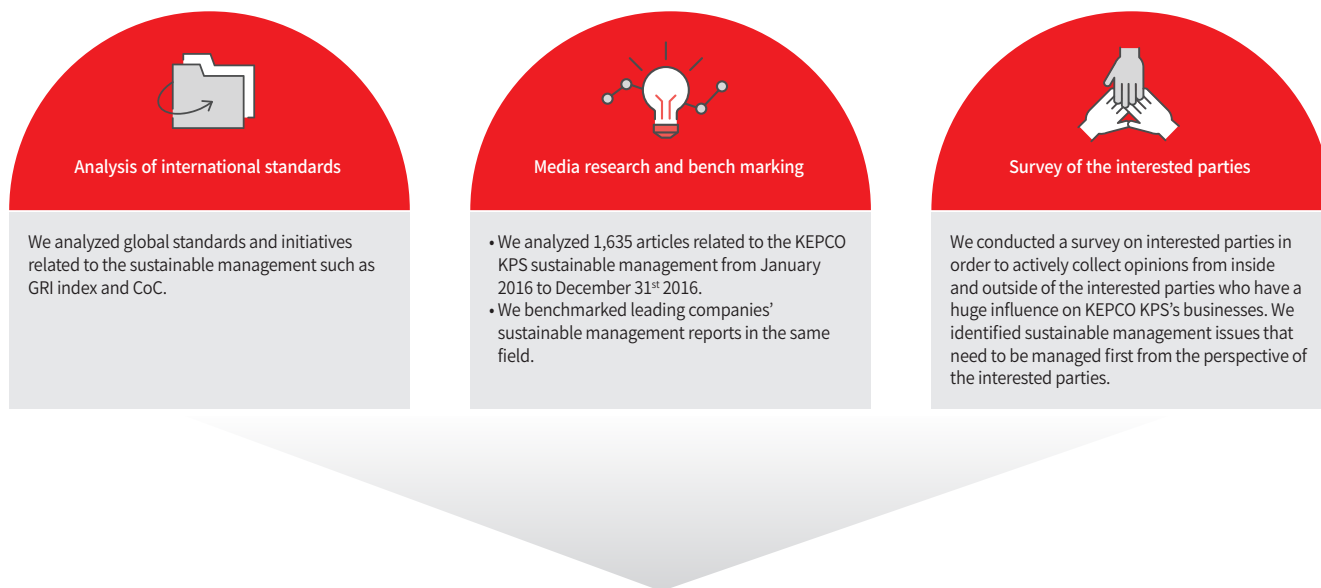 Analysis of international standards
We analyzed global standards and initiatives
related to the sustainable management such as
GRI index and CoC.
Media research and bench marking
• We analyzed 1,635 articles related to the KEPCO
KPS sustainable management from January
2016 to December 31st 2016.
• We benchmarked leading companies’
sustainable management reports in the same
field.
Survey of the interested parties
We conducted a survey on interested parties in
order to actively collect opinions from inside
and outside of the interested parties who have a
huge influence on KEPCO KPS’s businesses. We
identified sustainable management issues that
need to be managed first from the perspective of
the interested parties.